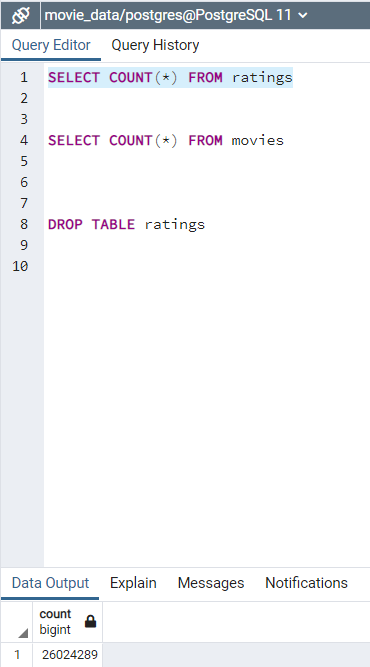 movie_data/postgres@PostgreSQL 11
Query Editor Query History
1 SELECT COUNT(*) FROM ratings
2
3
4 SELECT COUNT(*) FROM movies
5
6
7
8 DROP TABLE ratings
9
10
Data Output Explain Messages Notifications
count
bigint
1 26024289